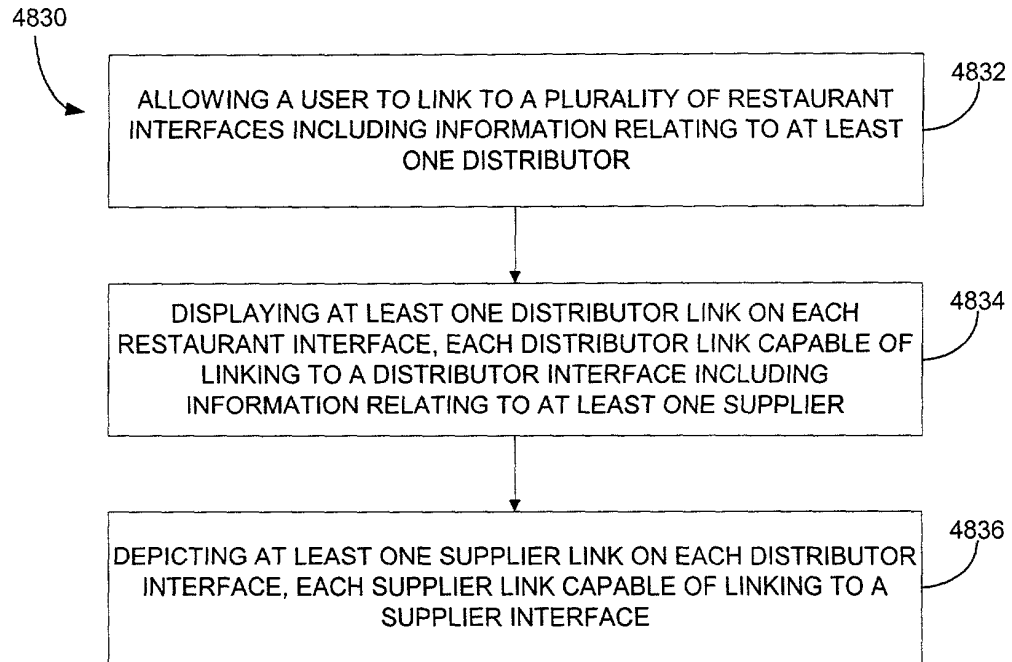 4830
4832
ALLOWING A USER TO LINK TO A PLURALITY OF RESTAURANT
INTERFACES INCLUDING INFORMATION RELATING TO AT LEAST
ONE DISTRIBUTOR
4834
DISPLAYING AT LEAST ONE DISTRIBUTOR LINK ON EACH
RESTAURANT INTERFACE, EACH DISTRIBUTOR LINK CAPABLE OF
LINKING TO A DISTRIBUTOR INTERFACE INCLUDING
INFORMATION RELATING TO AT LEAST ONE SUPPLIER
4836
DEPICTING AT LEAST ONE SUPPLIER LINK ON EACH DISTRIBUTOR
INTERFACE, EACH SUPPLIER LINK CAPABLE OF LINKING TO A
SUPPLIER INTERFACE